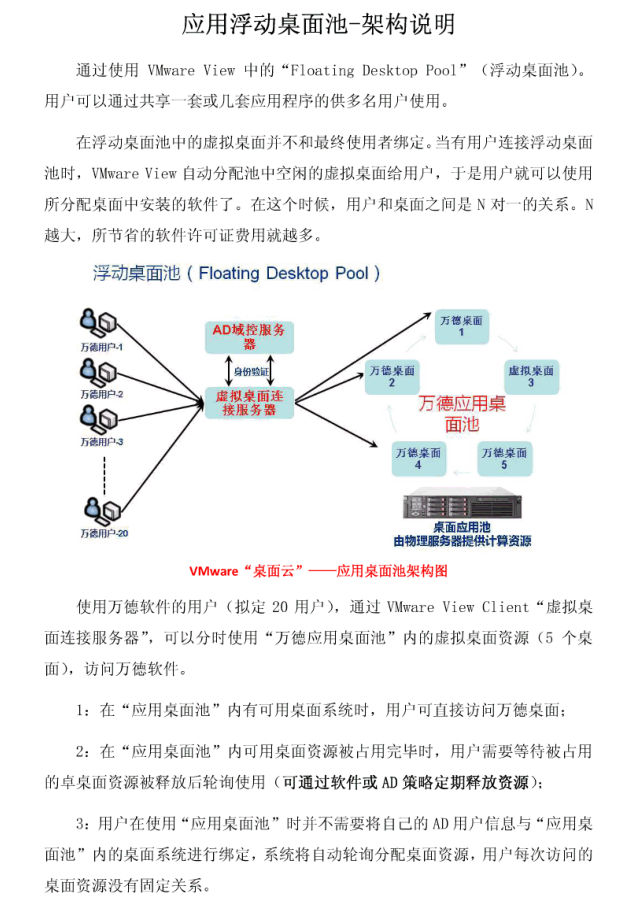 应用浮动桌面池-架构说明
通过使用 VMware View 中的“Floating Desktop Pool”（浮动桌面池）。
用户可以通过共享一套或几套应用程序的供多名用户使用。
在浮动桌面池中的虚拟桌面并不和最终使用者绑定。当有用户连接浮动桌面
池时，VMware View 自动分配池中空闲的虚拟桌面给用户，于是用户就可以使用
所分配桌面中安装的软件了。在这个时候，用户和桌面之间是 N 对一的关系。N
越大，所节省的软件许可证费用就越多。
浮动桌面池（Floating Desktop Pool）
万德用户-1
万德用户-2
万德用户-3
万德用户-20
AD域控服务
器
身份验证
虚拟桌面连
接服务器
万德桌面
1
万德桌面
2
虚拟桌面
3
万德应用桌
面池
万德桌面
4
万德桌面
5
桌面应用池
由物理服务器提供计算资源
VMware“桌面云”——应用桌面池架构图
使用万德软件的用户（拟定 20 用户），通过 VMware View Client“虚拟桌
面连接服务器”，可以分时使用“万德应用桌面池”内的虚拟桌面资源（5 个桌
面），访问万德软件。
1：在“应用桌面池”内有可用桌面系统时，用户可直接访问万德桌面；
2：在“应用桌面池”内可用桌面资源被占用完毕时，用户需要等待被占用
的卓桌面资源被释放后轮询使用（可通过软件或 AD 策略定期释放资源）；
3：用户在使用“应用桌面池”时并不需要将自己的 AD 用户信息与“应用桌
面池”内的桌面系统进行绑定，系统将自动轮询分配桌面资源，用户每次访问的
桌面资源没有固定关系。